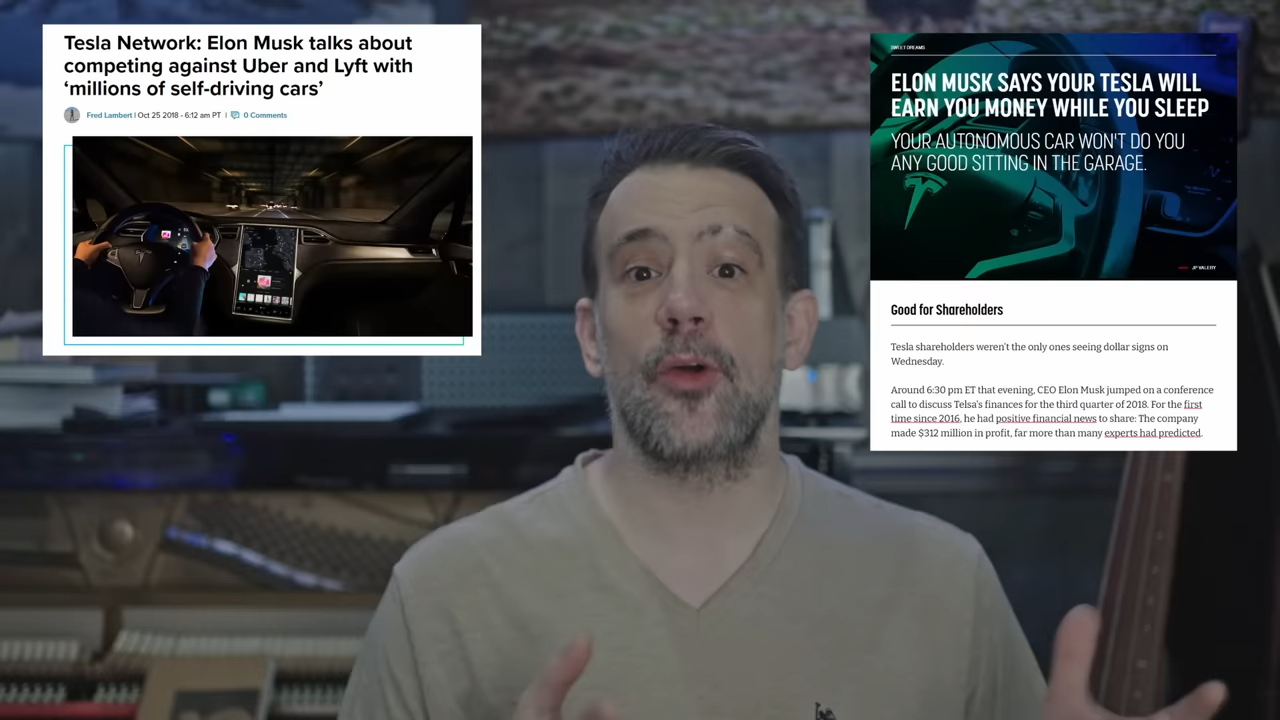 Tesla Network: Elon Musk talks about
competing against Uber and Lyft with
‘millions of self-driving cars’
Fred Lambert | Oct 25 2018 - 6:12 am PT | 0 Comments
SWEET DREAMS
ELON MUSK SAYS YOUR TESLA WILL
EARN YOU MONEY WHILE YOU SLEEP
YOUR AUTONOMOUS CAR WON'T DO YOU
ANY GOOD SITTING IN THE GARAGE.
JP VALERY
Good for Shareholders
Tesla shareholders weren't the only ones seeing dollar signs on
Wednesday.
Around 6:30 pm ET that evening, CEO Elon Musk jumped on a conference
call to discuss Telsa's finances for the third quarter of 2018. For the first
time since 2016, he had positive financial news to share: The company
made $312 million in profit, far more than many experts had predicted.